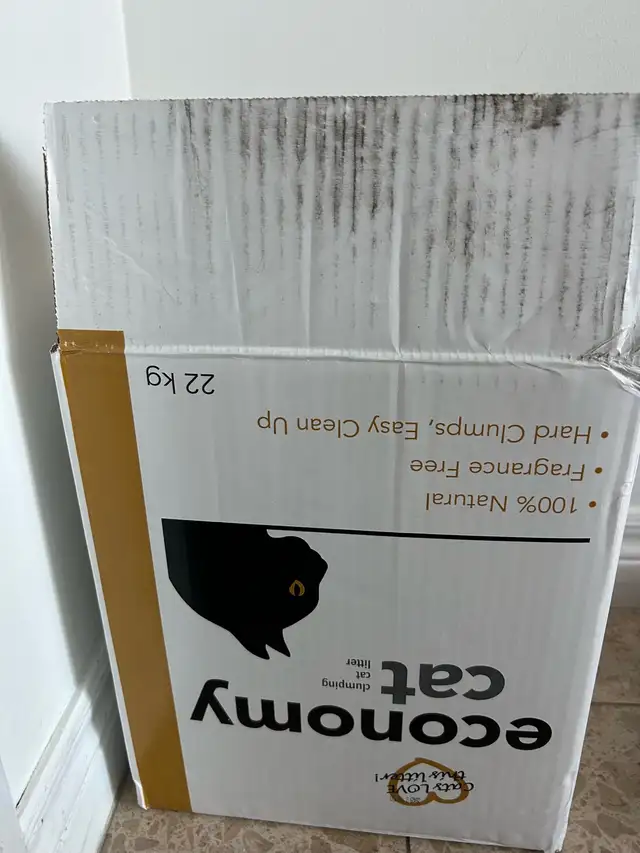 Cats LOVE
this litter!
economy
cat
clumping
cat
litter
• 100% Natural
• Fragrance Free
• Hard Clumps, Easy Clean Up
22 kg